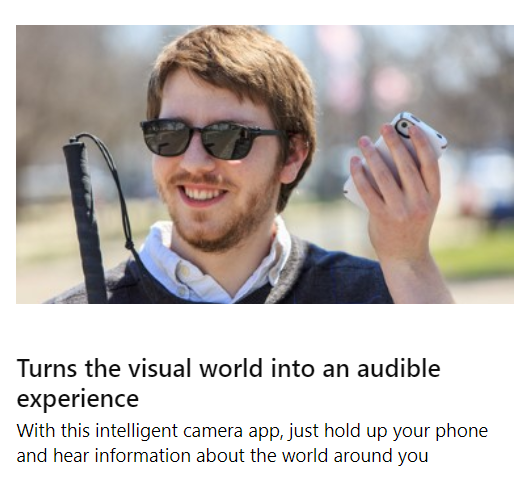 Turns the visual world into an audible
experience
With this intelligent camera app, just hold up your phone
and hear information about the world around you